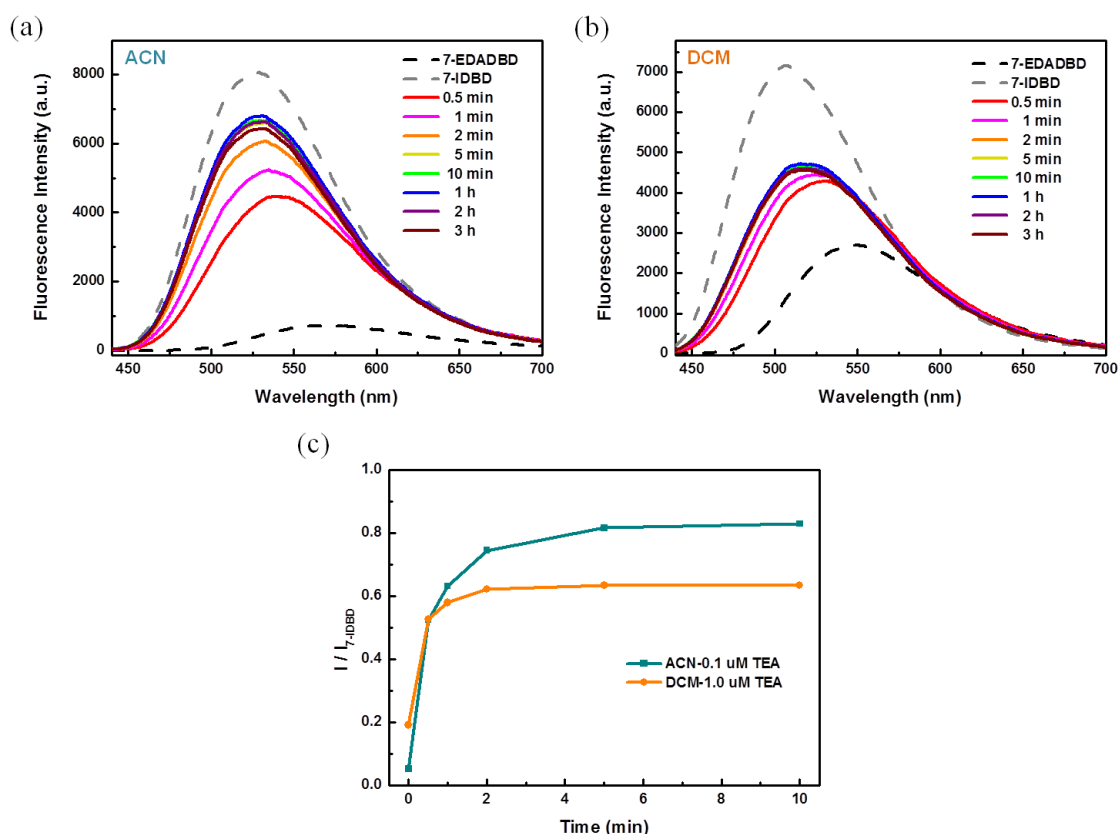 (a)
ACN
7-EDADBD
7-IDBD
0.5 min
1 min
2 min
5 min
10 min
1 h
2 h
3 h
Fluorescence Intensity (a.u.)
8000
6000
4000
2000
0
450 500 550 600 650 700
Wavelength (nm)
(b)
DCM
7-EDADBD
7-IDBD
0.5 min
1 min
2 min
5 min
10 min
1 h
2 h
3 h
Fluorescence Intensity (a.u.)
7000
6000
5000
4000
3000
2000
1000
0
450 500 550 600 650 700
Wavelength (nm)
(c)
I / I7-IDBD
1.0
0.8
0.6
0.4
0.2
0.0
ACN-0.1 uM TEA
DCM-1.0 uM TEA
0 2 4 6 8 10
Time (min)